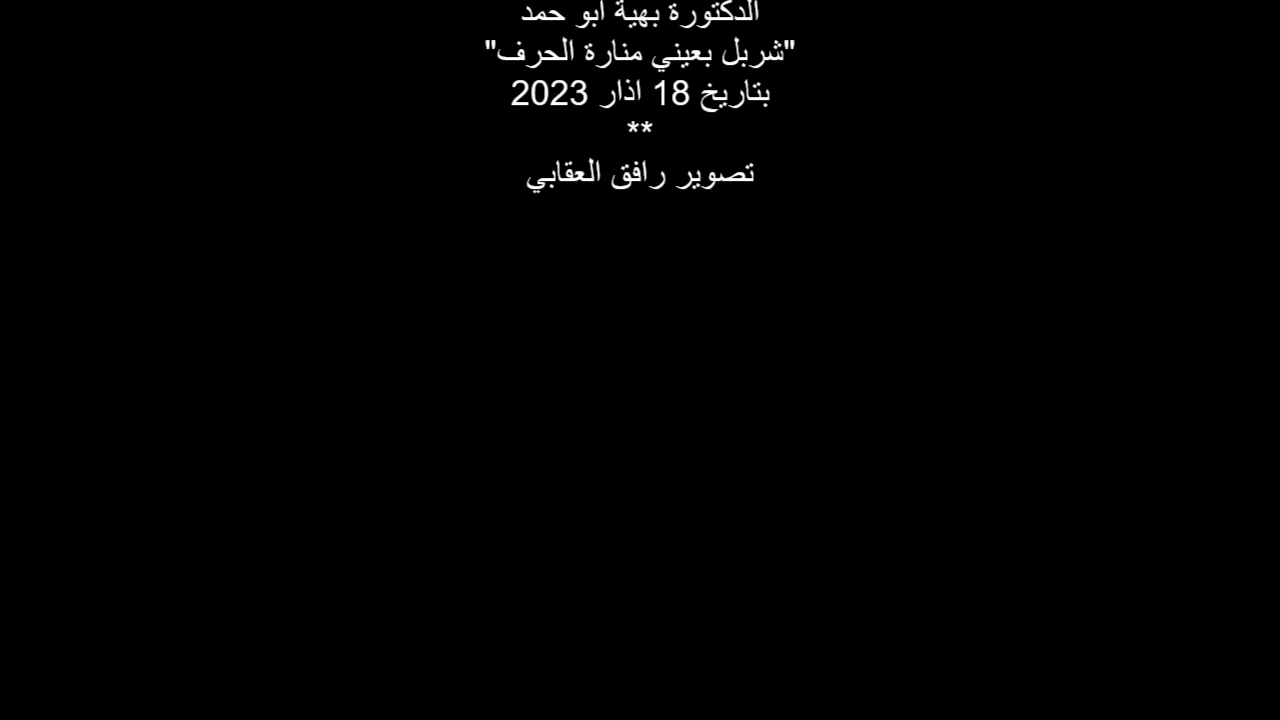 الدكتورة بهية ابو حمد
"شربل بعيني منارة الحرف"
بتاريخ 18 اذار 2023
**
تصوير رافق العقابي